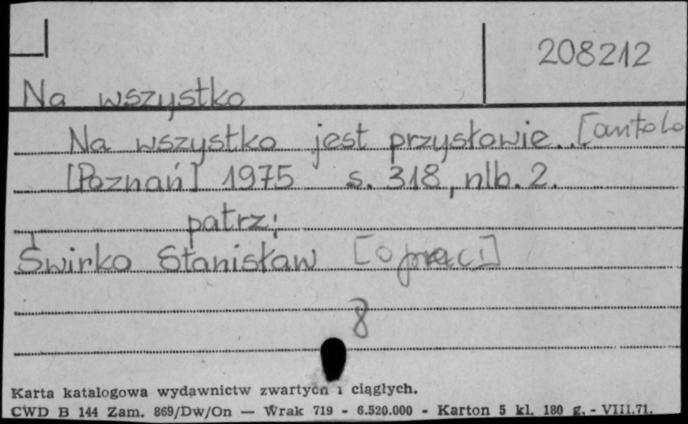 208212
Na wszystko
Na wszystko jest przysłowie. [antolo
[Poznań] 1975 s. 318, nlb. 2.
patrz:
Świrko Stanisław [oprac.]
8
Karta katalogowa wydawnictw zwartych i ciągłych.
CWD B 144 Zam. 869/Dw/On — Wrak 719 - 6.520.000 - Karton 5 kl. 180 g. - VIII.71.